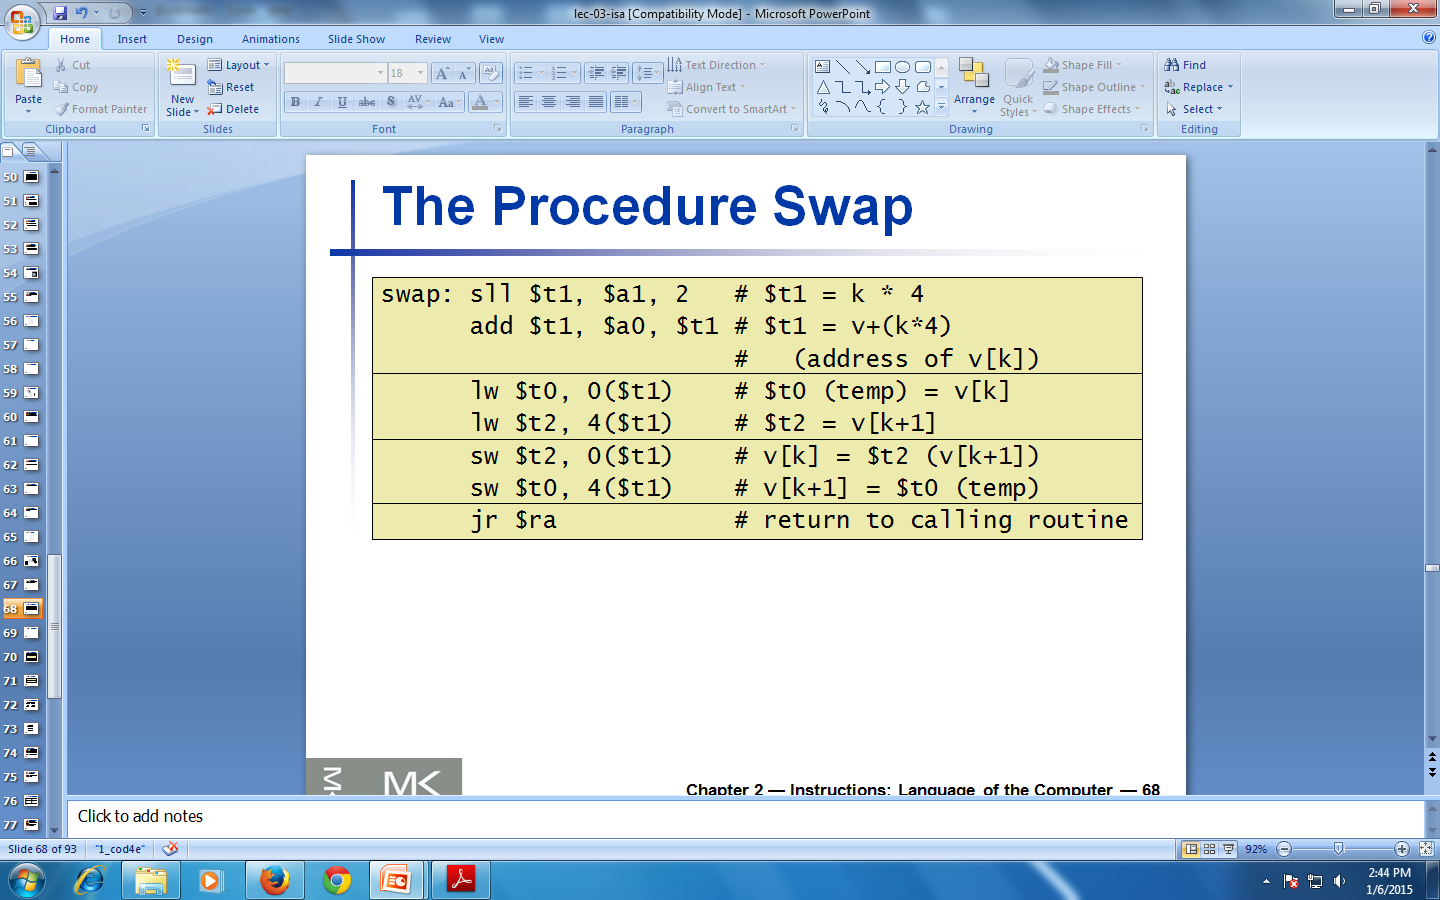 lec-03-isa [Compatibility Mode] - Microsoft PowerPoint
Home Insert Design Animations Slide Show Review View
Paste
Cut
Copy
Format Painter
Clipboard
New Slide
Layout
Reset
Delete
Slides
18
B I U abc S AV Aa A
Font
Text Direction
Align Text
Convert to SmartArt
Paragraph
Arrange
Quick Styles
Shape Fill
Shape Outline
Shape Effects
Drawing
Find
Replace
Select
Editing
50
51
52
53
54
55
56
57
58
59
60
61
62
63
64
65
66
67
68
69
70
71
72
73
74
75
76
77
The Procedure Swap
swap: sll $t1, $a1, 2 # $t1 = k * 4
add $t1, $a0, $t1 # $t1 = v+(k*4)
# (address of v[k])
lw $t0, 0($t1) # $t0 (temp) = v[k]
lw $t2, 4($t1) # $t2 = v[k+1]
sw $t2, 0($t1) # v[k] = $t2 (v[k+1])
sw $t0, 4($t1) # v[k+1] = $t0 (temp)
jr $ra # return to calling routine
MK
Chapter 2 — Instructions: Language of the Computer — 68
Click to add notes
Slide 68 of 93 "1_cod4e" 92%
2:44 PM
1/6/2015